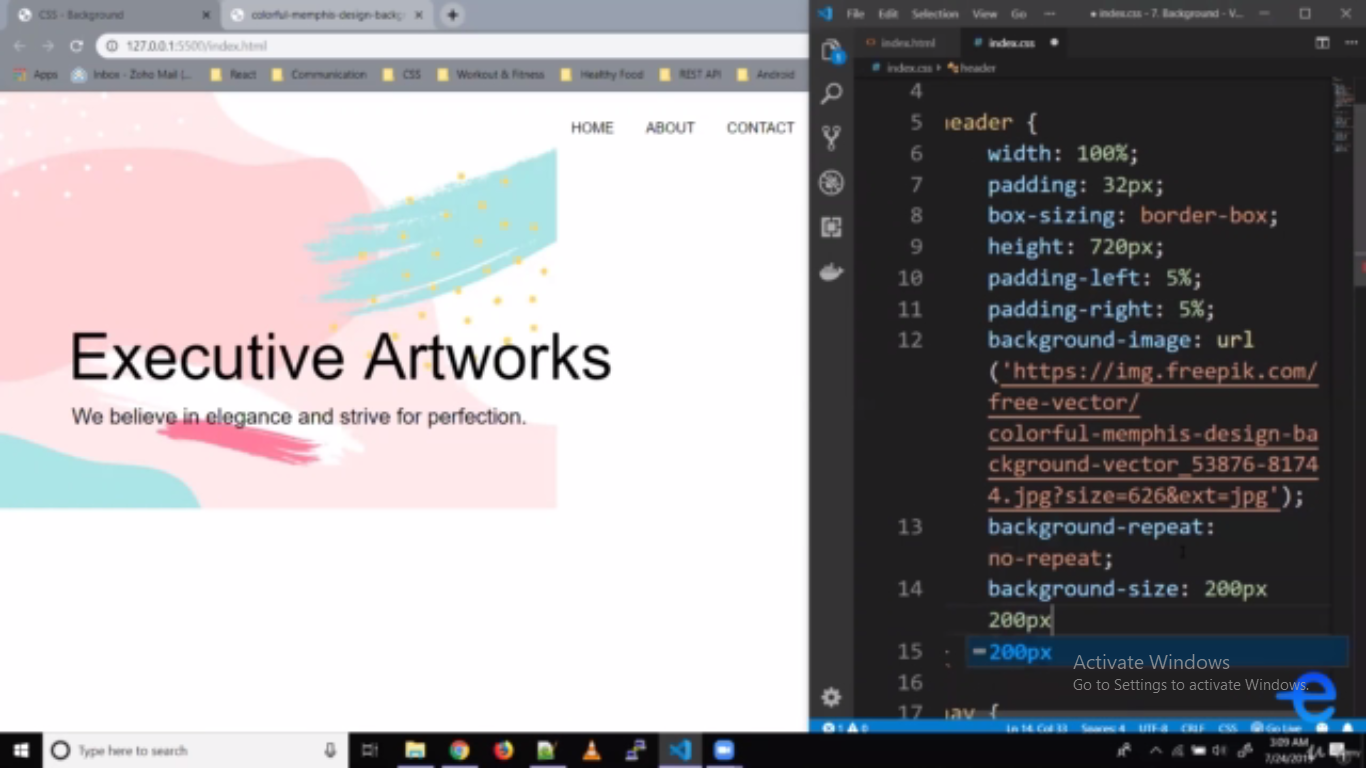 CSS - Background
colorful-memphis-design-backg
127.0.0.1:5500/index.html
Apps Inbox - Zoho Mail ( React Communication CSS Workout & Fitness Healthy Food REST API Android
HOME ABOUT CONTACT
Executive Artworks
We believe in elegance and strive for perfection.
File Edit Selection View Go ··· ● index.css - 7. Background - V...
index.html index.css
index.css › header
4
5 header {
6 width: 100%;
7 padding: 32px;
8 box-sizing: border-box;
9 height: 720px;
10 padding-left: 5%;
11 padding-right: 5%;
12 background-image: url
('https://img.freepik.com/
free-vector/
colorful-memphis-design-ba
ckground-vector_53876-8174
4.jpg?size=626&ext=jpg');
13 background-repeat:
no-repeat;
14 background-size: 200px
200px
15 200px
16
17 nav {
Activate Windows
Go to Settings to activate Windows.
1 0 Ln 14, Col 33 Spaces: 4 UTF-8 CRLF CSS Go Live
Type here to search
3:09 AM